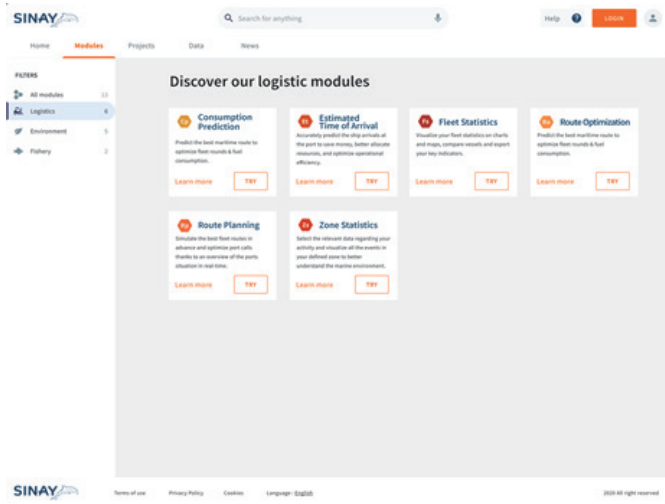 SINAY
Search for anything
Help
LOGIN
Home Modules Projects Data News
FILTERS
All modules 13
Logistics 6
Environment 5
Fishery 2
Discover our logistic modules
Consumption
Prediction
Predict the best maritime route to
optimize fleet rounds & fuel
consumption.
Learn more TRY
Estimated
Time of Arrival
Accurately predict the ship arrivals at
the port to save money, better allocate
resources, and optimize operational
efficiency.
Learn more TRY
Fs Fleet Statistics
Visualize your fleet statistics on charts
and maps, compare vessels and export
your key indicators.
Learn more TRY
Route Optimization
Predict the best maritime route to
optimize fleet rounds & fuel
consumption.
Learn more TRY
Rp Route Planning
Simulate the best fleet routes in
advance and optimize port calls
thanks to an overview of the ports
situation in real-time.
Learn more TRY
Zs Zone Statistics
Select the relevant data regarding your
activity and visualize all the events in
your defined zone to better
understand the marine environment.
Learn more TRY
SINAY
Terms of use Privacy Policy Cookies Language: English
2020 All right reserved